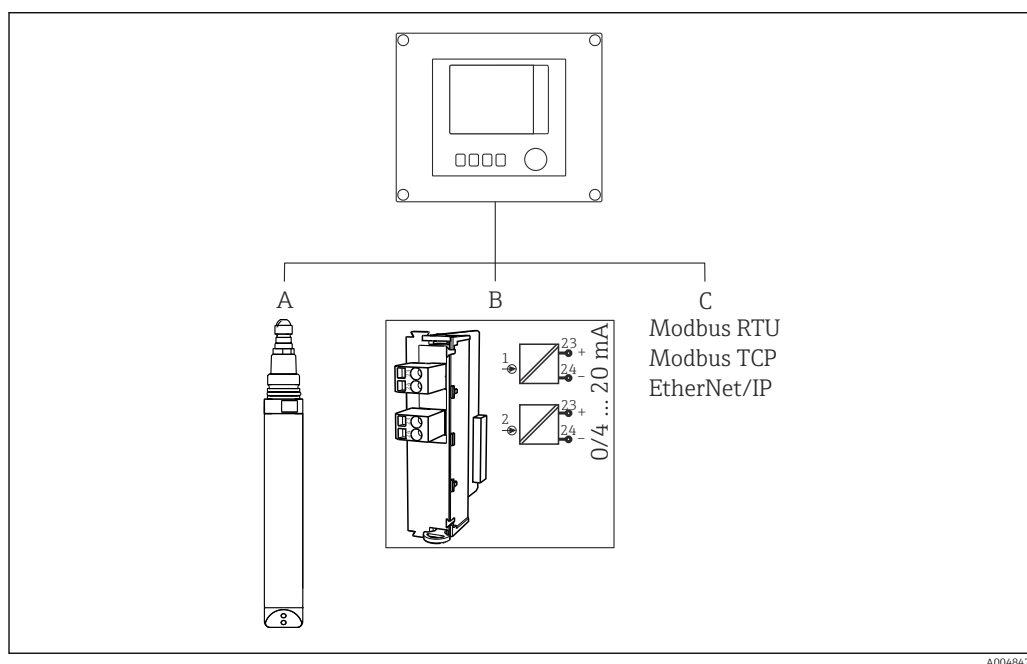 A
B
C
Modbus RTU
Modbus TCP
EtherNet/IP
1
23 +
24 -
2
23 +
24 -
0/4 ... 20 mA